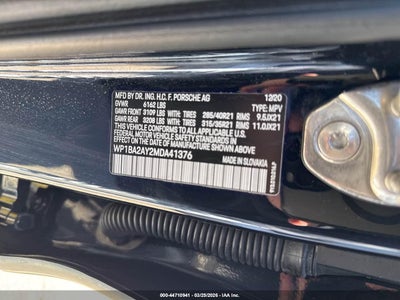 MFD BY DR. ING. H.C. F. PORSCHE AG 12/20
GVWR 6162 LBS TYPE: MPV
GAWR FRONT 3109 LBS WITH: TIRES 285/40R21 RIMS 9.5JX21
GAWR REAR 3208 LBS WITH: TIRES 315/35R21 RIMS 11.0JX21
THIS VEHICLE CONFORMS TO ALL APPLICABLE U.S.
FEDERAL MOTOR VEHICLE SAFETY STANDARDS IN
EFFECT ON THE DATE OF MANUFACTURE SHOWN ABOVE.
WP1BA2AY2MDA41376
MADE IN SLOVAKIA
000-44710941 - 03/25/2026 - IAA Inc.